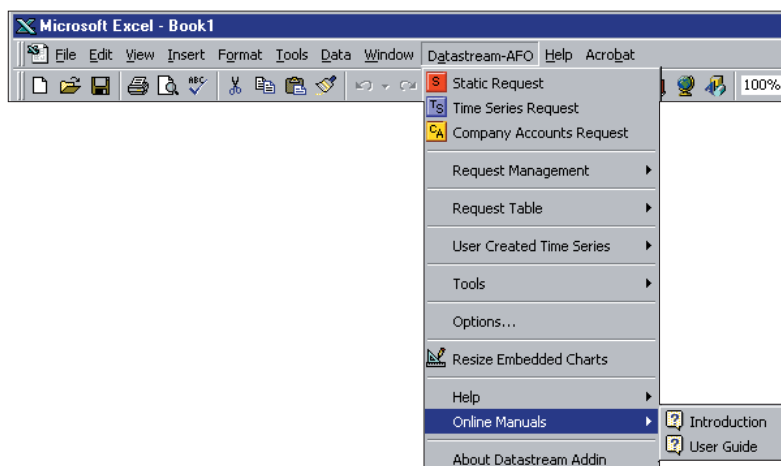 Microsoft Excel - Book1
File Edit View Insert Format Tools Data Window Datastream-AFO Help Acrobat
ABC 100%
S Static Request
TS Time Series Request
CA Company Accounts Request
Request Management
Request Table
User Created Time Series
Tools
Options...
Resize Embedded Charts
Help
Online Manuals
Introduction
User Guide
About Datastream Addin